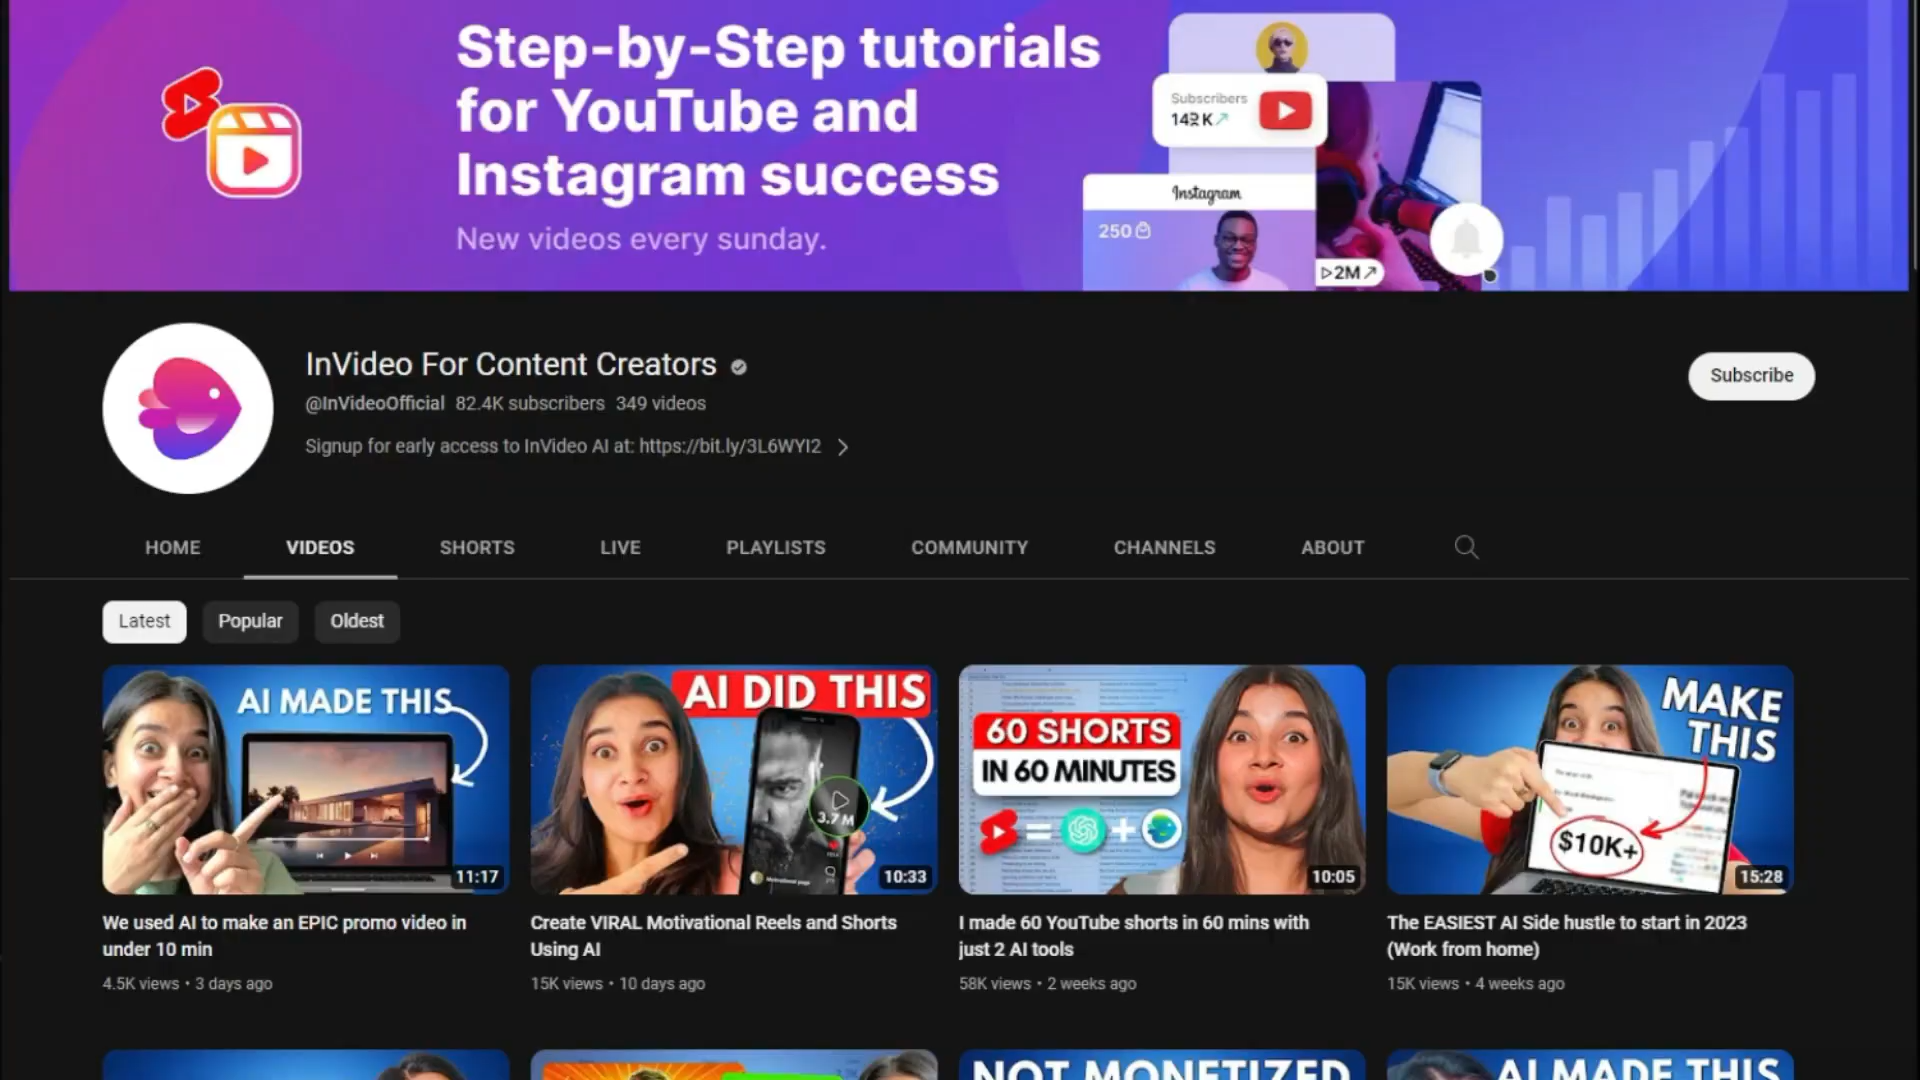 Step-by-Step tutorials
for YouTube and
Instagram success
New videos every sunday.
Subscribers
Instagram
250
2M
InVideo For Content Creators
@InVideoOfficial 82.4K subscribers 349 videos
Signup for early access to InVideo AI at: https://bit.ly/3L6WYI2
HOME VIDEOS SHORTS LIVE PLAYLISTS COMMUNITY CHANNELS ABOUT
Latest Popular Oldest
AI MADE THIS
11:17
AI DID THIS
3.7 M
Motivational page
10:33
60 SHORTS
IN 60 MINUTES
10:05
MAKE
THIS
$10K+
15:28
We used AI to make an EPIC promo video in
under 10 min
4.5K views • 3 days ago
Create VIRAL Motivational Reels and Shorts
Using AI
15K views • 10 days ago
I made 60 YouTube shorts in 60 mins with
just 2 AI tools
58K views • 2 weeks ago
The EASIEST AI Side hustle to start in 2023
(Work from home)
15K views • 4 weeks ago
NOT MONETIZED
AI MADE THIS